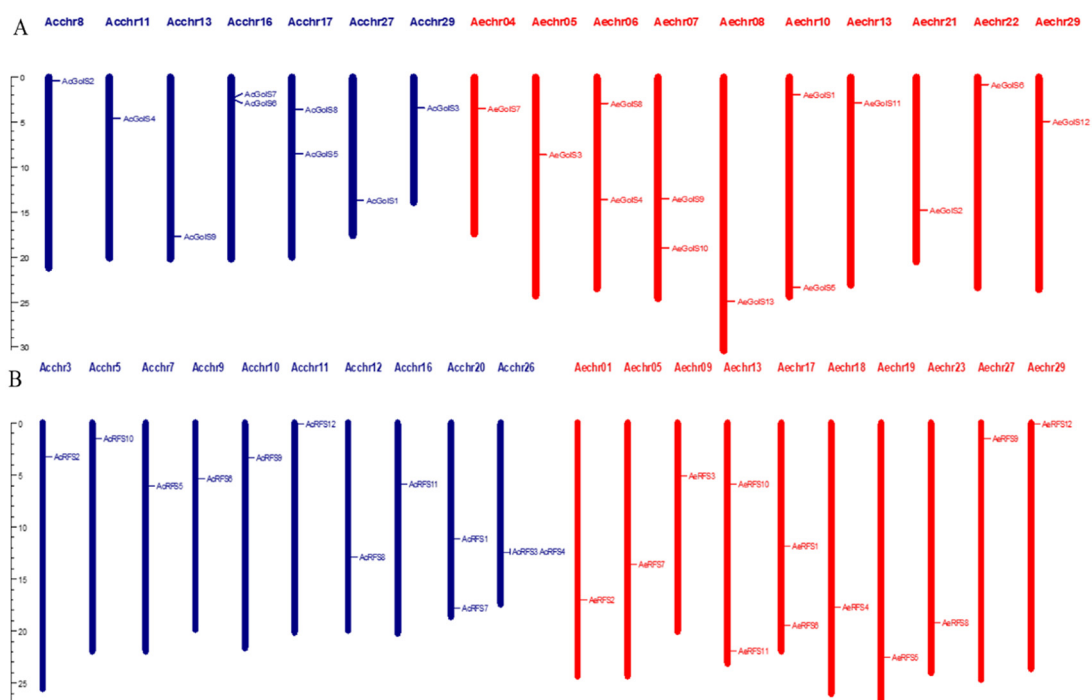 A
Acchr8 Acchr11 Acchr13 Acchr16 Acchr17 Acchr27 Acchr29 Aechr04 Aechr05 Aechr06 Aechr07 Aechr08 Aechr10 Aechr13 Aechr21 Aechr22 Aechr29
0
AcGolS2
AeGolS6
AcGolS7
AeGolS1
AcGolS6
AeGolS8
AeGolS11
AcGolS8
AcGolS3
AeGolS7
AcGolS4
5
AeGolS12
AcGolS5
AeGolS3
10
AcGolS1
AeGolS4
AeGolS9
15
AeGolS2
AcGolS9
AeGolS10
20
AeGolS5
25
AeGolS13
30
B
Acchr3 Acchr5 Acchr7 Acchr9 Acchr10 Acchr11 Acchr12 Acchr16 Acchr20 Acchr26 Aechr01 Aechr05 Aechr09 Aechr13 Aechr17 Aechr18 Aechr19 Aechr23 Aechr27 Aechr29
0
AcRFS12
AeRFS12
AcRFS10
AeRFS9
AcRFS2
AcRFS9
5
AeRFS3
AcRFS6
AcRFS11
AeRFS10
AcRFS5
10
AcRFS1
AeRFS1
AcRFS3 AcRFS4
AcRFS8
AeRFS7
15
AeRFS2
AcRFS7
AeRFS4
AeRFS8
AeRFS6
20
AeRFS11
AeRFS5
25